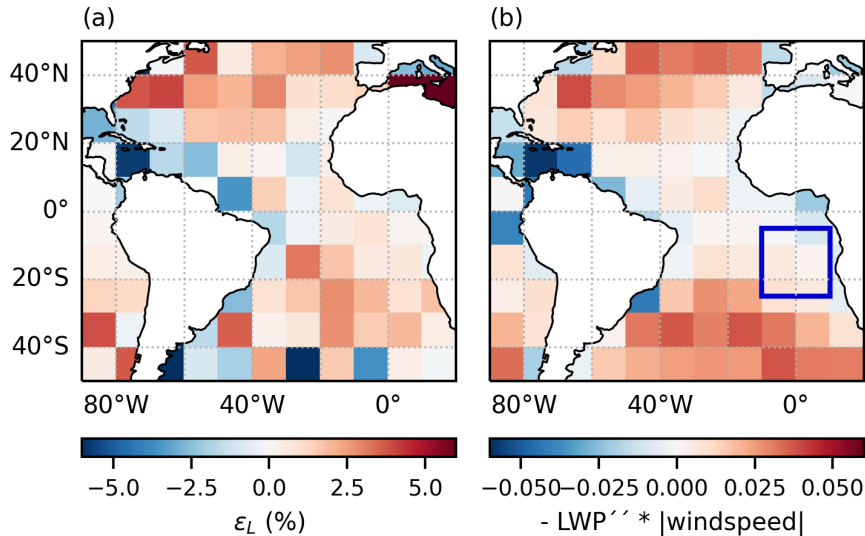 (a)
(b)
40°N
20°N
0°
20°S
40°S
80°W
40°W
0°
80°W
40°W
0°
−5.0
−2.5
0.0
2.5
5.0
−0.050
−0.025
0.000
0.025
0.050
ε_L (%)
- LWP´´ * |windspeed|